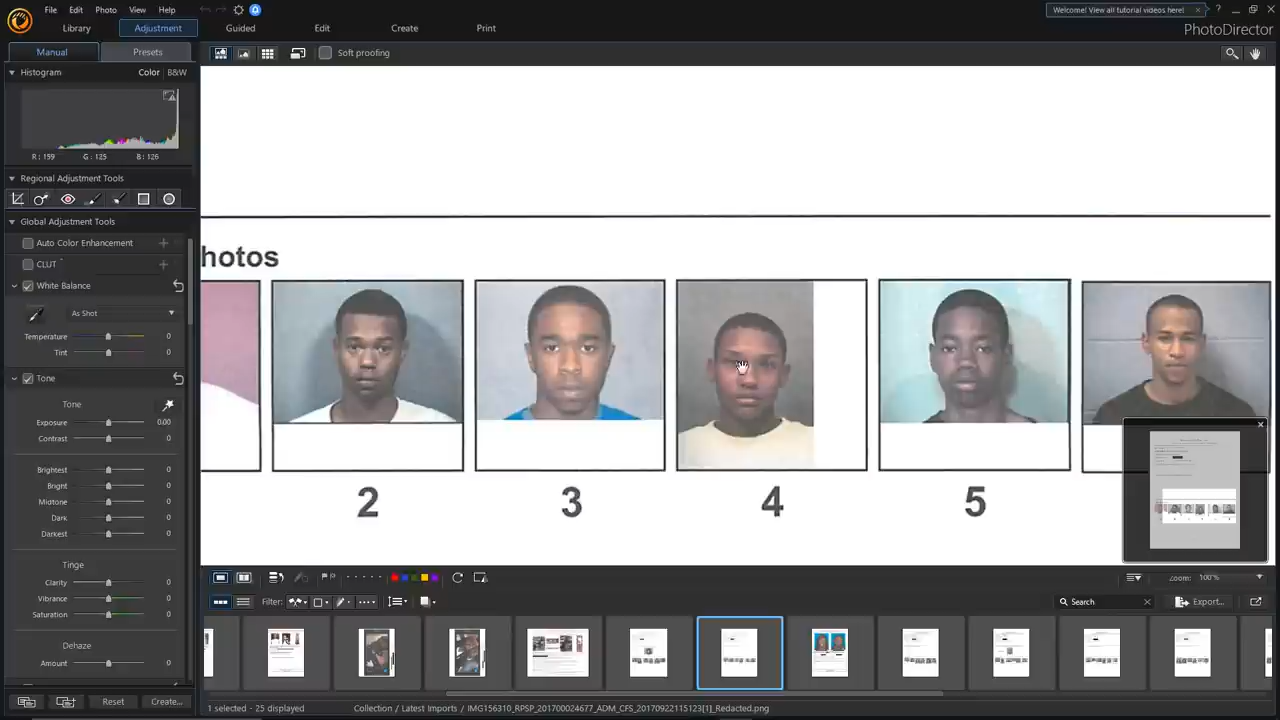 File Edit Photo View Help
Welcome! View all tutorial videos here!
Library Adjustment Guided Edit Create Print
PhotoDirector
Manual Presets
Soft proofing
Histogram Color B&W
R : 159 G : 125 B : 126
Regional Adjustment Tools
Global Adjustment Tools
Auto Color Enhancement
CLUT
White Balance
As Shot
Temperature 0
Tint 0
Tone
Tone
Exposure 0.00
Contrast 0
Brightest 0
Bright 0
Midtone 0
Dark 0
Darkest 0
Tinge
Clarity 0
Vibrance 0
Saturation 0
Dehaze
Amount 0
Reset Create...
hotos
2 3 4 5
Zoom: 100 %
Filter:
Search
Export...
1 selected - 25 displayed
Collection / Latest Imports / IMG156310_RPSP_201700024677_ADM_CFS_20170922115123[1]_Redacted.png